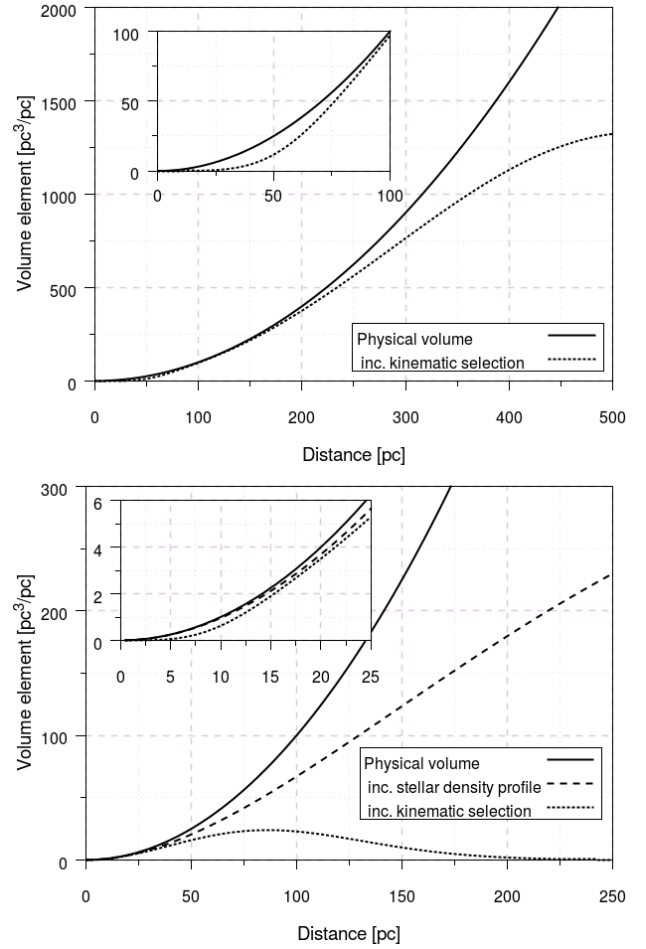 2000
1500
1000
500
0
Volume element [pc³/pc]
100
50
0
0 50 100
Physical volume
inc. kinematic selection
0 100 200 300 400 500
Distance [pc]
300
200
100
0
Volume element [pc³/pc]
6
4
2
0
0 5 10 15 20 25
Physical volume
inc. stellar density profile
inc. kinematic selection
0 50 100 150 200 250
Distance [pc]